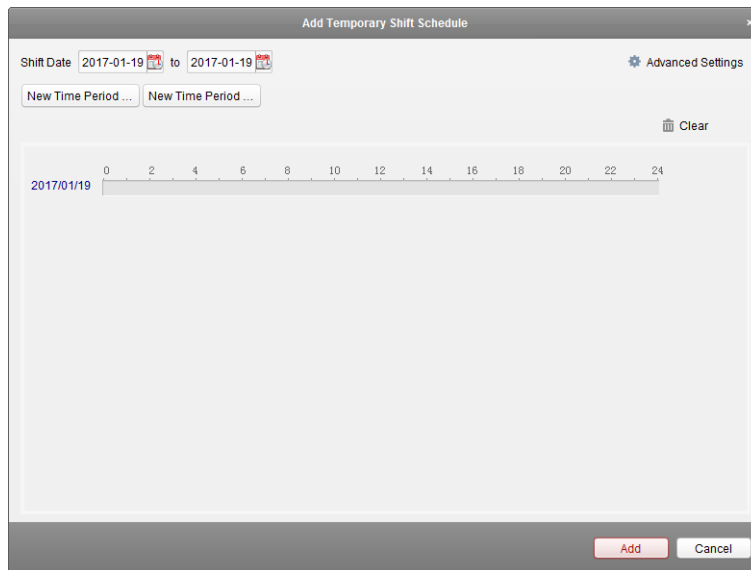 Add Temporary Shift Schedule
Shift Date 2017-01-19 to 2017-01-19 Advanced Settings
New Time Period ... New Time Period ...
Clear
0 2 4 6 8 10 12 14 16 18 20 22 24
2017/01/19
Add Cancel